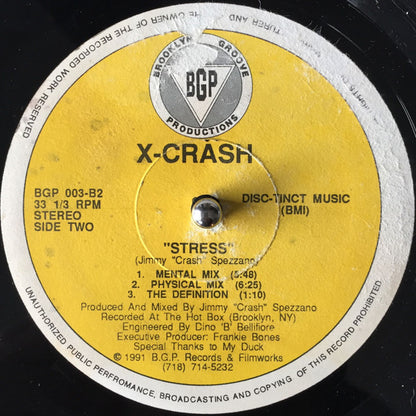 THE OWNER OF THE RECORDED WORK RESERVED
BROOKLYN GROOVE
BGP
PRODUCTIONS
X-CRASH
BGP 003-B2
33 1/3 RPM
STEREO
SIDE TWO
DISC-TINCT MUSIC
(BMI)
"STRESS"
(Jimmy "Crash" Spezzano)
1. MENTAL MIX (5:48)
2. PHYSICAL MIX (6:25)
3. THE DEFINITION (1:10)
Produced and Mixed By Jimmy "Crash" Spezzano
Recorded At The Hot Box (Brooklyn, NY)
Engineered By Dino 'B' Bellifiore
Executive Producer: Frankie Bones
Special Thanks to My Duck
© 1991 B.G.P. Records & Filmworks
(718) 714-5232
UNAUTHORIZED PUBLIC PERFROMANCE, BROADCASTING AND COPYING OF THIS RECORD PROHIBITED